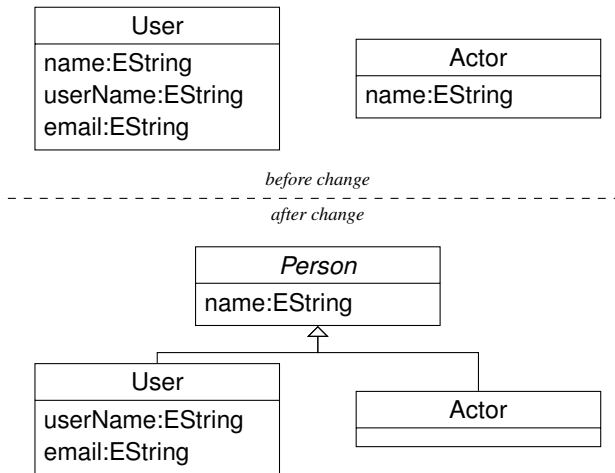 User
name:EString
userName:EString
email:EString
Actor
name:EString
before change
after change
Person
name:EString
User
userName:EString
email:EString
Actor